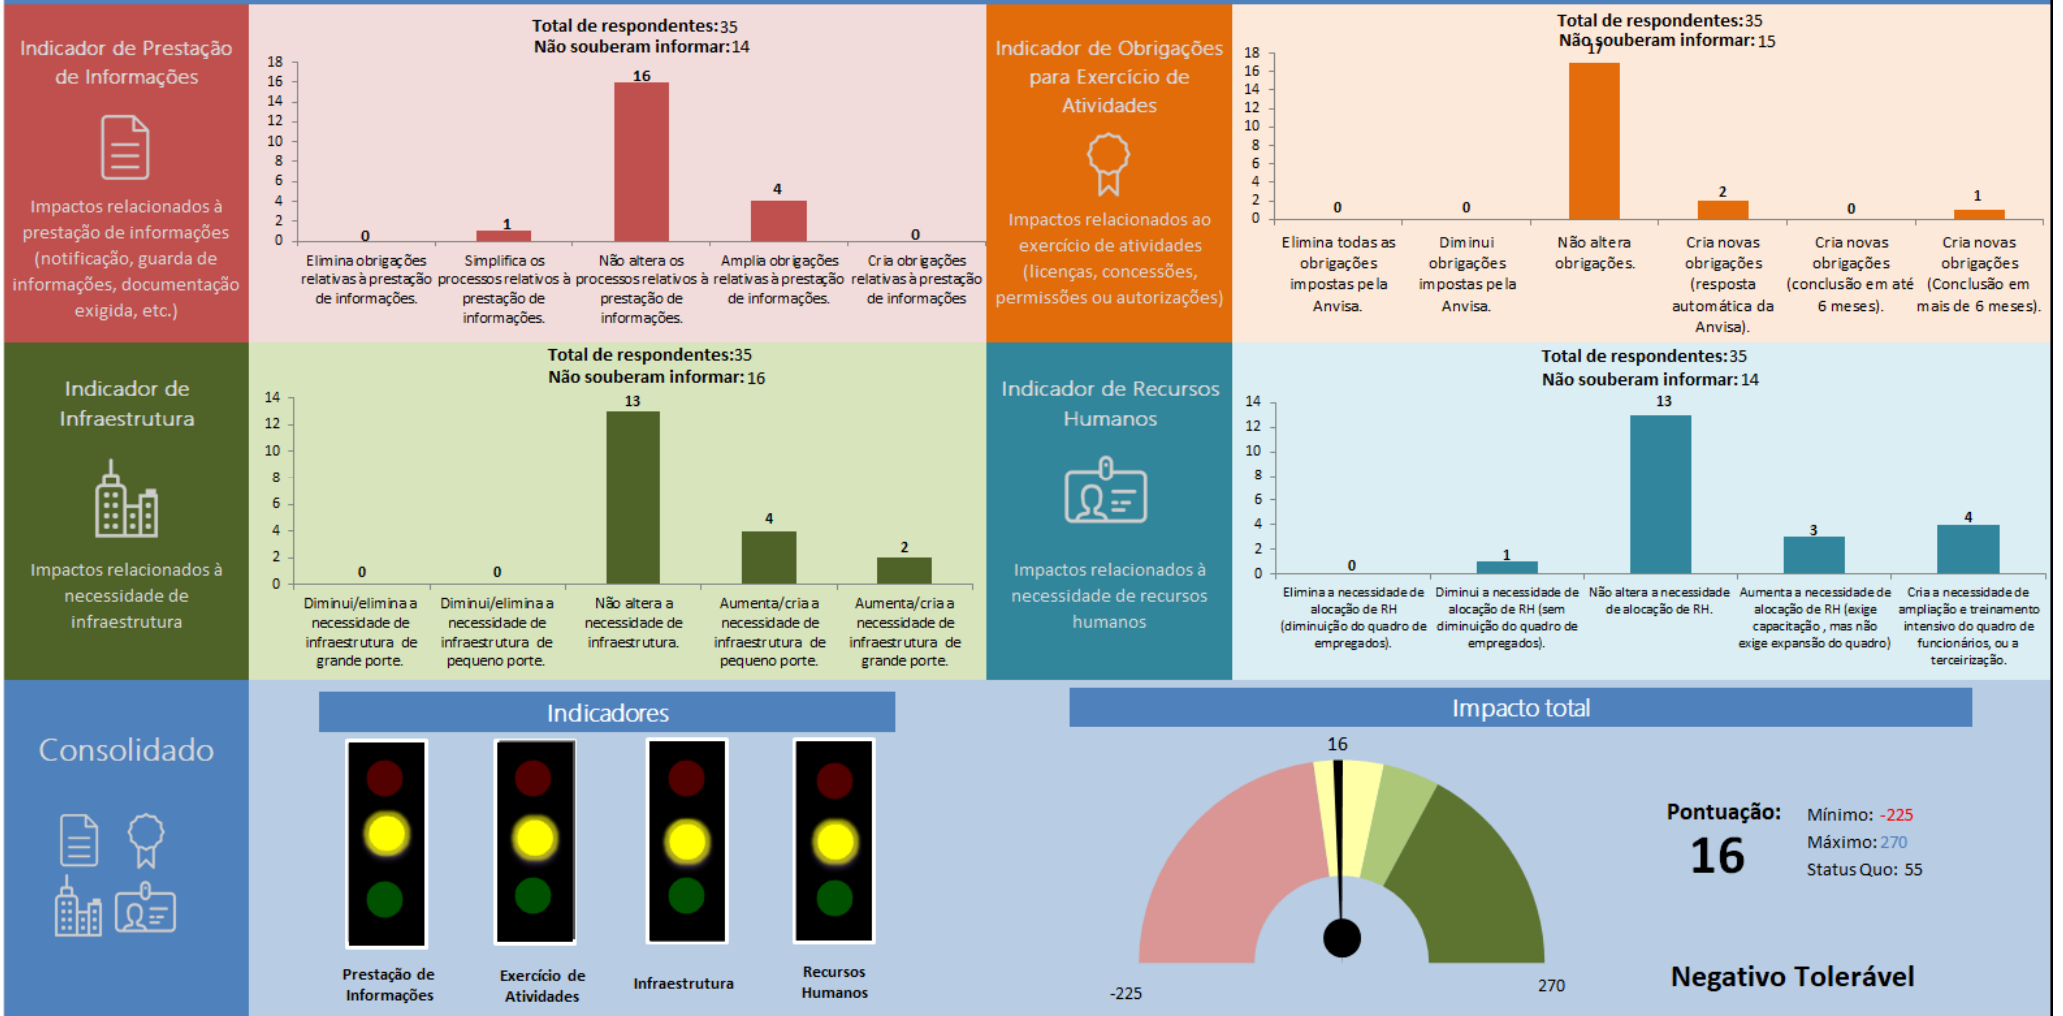 Indicador de Prestação
de Informações
Impactos relacionados à
prestação de informações
(notificação, guarda de
informações, documentação
exigida, etc.)
Total de respondentes:35
Não souberam informar:14
18
16
14
12
10
8
6
4
2
0
0
1
16
4
0
Elimina obrigações
relativas à prestação
de informações.
Simplifica os
processos relativos à
prestação de
informações.
Não altera os
processos relativos à
prestação de
informações.
Amplia obrigações
relativas à prestação
de informações.
Cria obrigações
relativas à prestação
de informações
Indicador de Obrigações
para Exercício de
Atividades
Impactos relacionados ao
exercício de atividades
(licenças, concessões,
permissões ou autorizações)
Total de respondentes:35
Não souberam informar: 15
18
16
14
12
10
8
6
4
2
0
0
0
17
2
0
1
Elimina todas as
obrigações
impostas pela
Anvisa.
Diminui
obrigações
impostas pela
Anvisa.
Não altera
obrigações.
Cria novas
obrigações
(resposta
automática da
Anvisa).
Cria novas
obrigações
(conclusão em até
6 meses).
Cria novas
obrigações
(Conclusão em
mais de 6 meses).
Indicador de
Infraestrutura
Impactos relacionados à
necessidade de
infraestrutura
Total de respondentes:35
Não souberam informar: 16
14
12
10
8
6
4
2
0
0
0
13
4
2
Diminui/elimina a
necessidade de
infraestrutura de
grande porte.
Diminui/elimina a
necessidade de
infraestrutura de
pequeno porte.
Não altera a
necessidade de
infraestrutura.
Aumenta/cria a
necessidade de
infraestrutura de
pequeno porte.
Aumenta/cria a
necessidade de
infraestrutura de
grande porte.
Indicador de Recursos
Humanos
Impactos relacionados à
necessidade de recursos
humanos
Total de respondentes:35
Não souberam informar: 14
14
12
10
8
6
4
2
0
0
1
13
3
4
Elimina a necessidade de
alocação de RH
(diminuição do quadro de
empregados).
Diminui a necessidade de
alocação de RH (sem
diminuição do quadro de
empregados).
Não altera a necessidade
de alocação de RH.
Aumenta a necessidade de
alocação de RH (exige
capacitação , mas não
exige expansão do quadro)
Cria a necessidade de
ampliação e treinamento
intensivo do quadro de
funcionários, ou a
terceirização.
Consolidado
Indicadores
Prestação de
Informações
Exercício de
Atividades
Infraestrutura
Recursos
Humanos
Impacto total
16
-225
270
Pontuação:
16
Mínimo: -225
Máximo: 270
Status Quo: 55
Negativo Tolerável